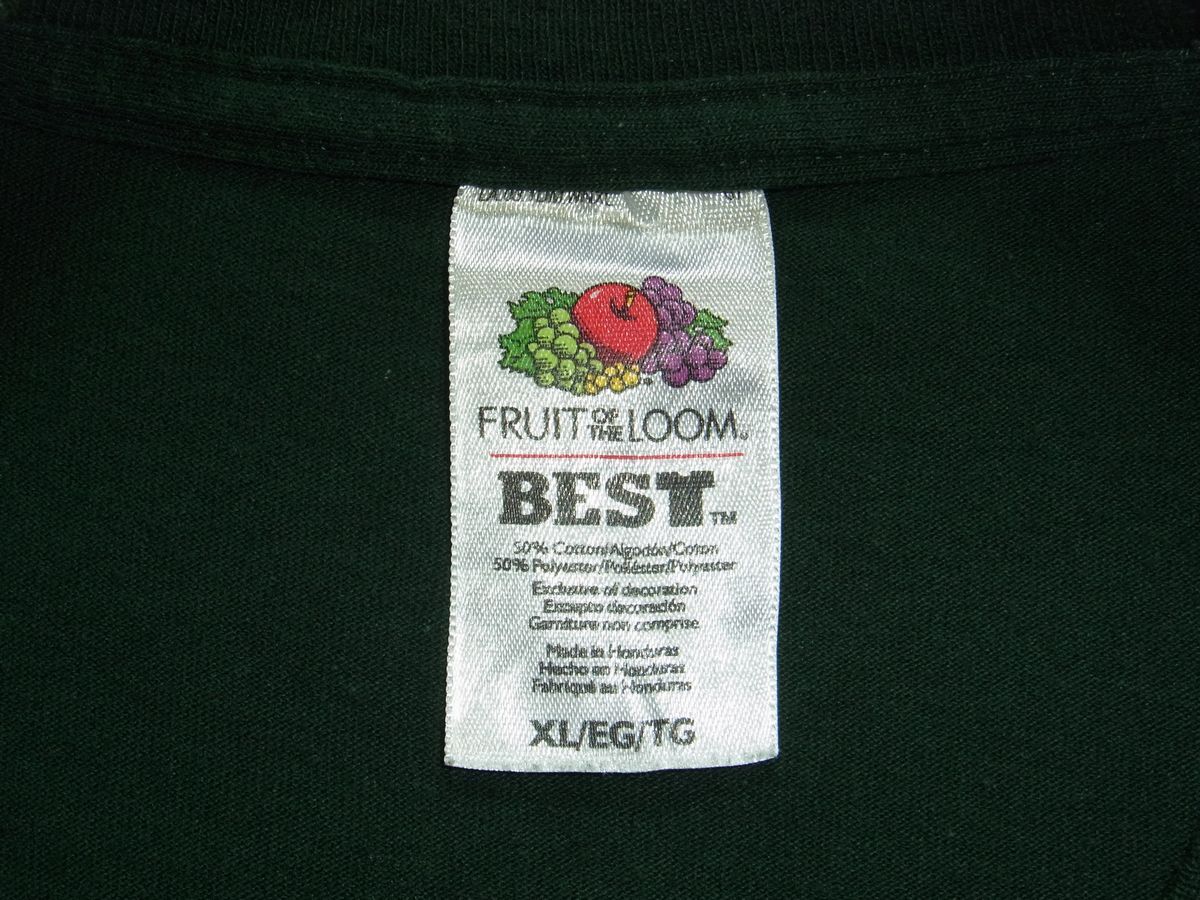 FRUIT OF THE LOOM®
BEST™
50% Cotton/Algodón/Coton
50% Polyester/Poliéster/Polyester
Exclusive of decoration
Excepto decoración
Garniture non comprise
Made in Honduras
Hecho en Honduras
Fabriqué au Honduras
XL/EG/TG